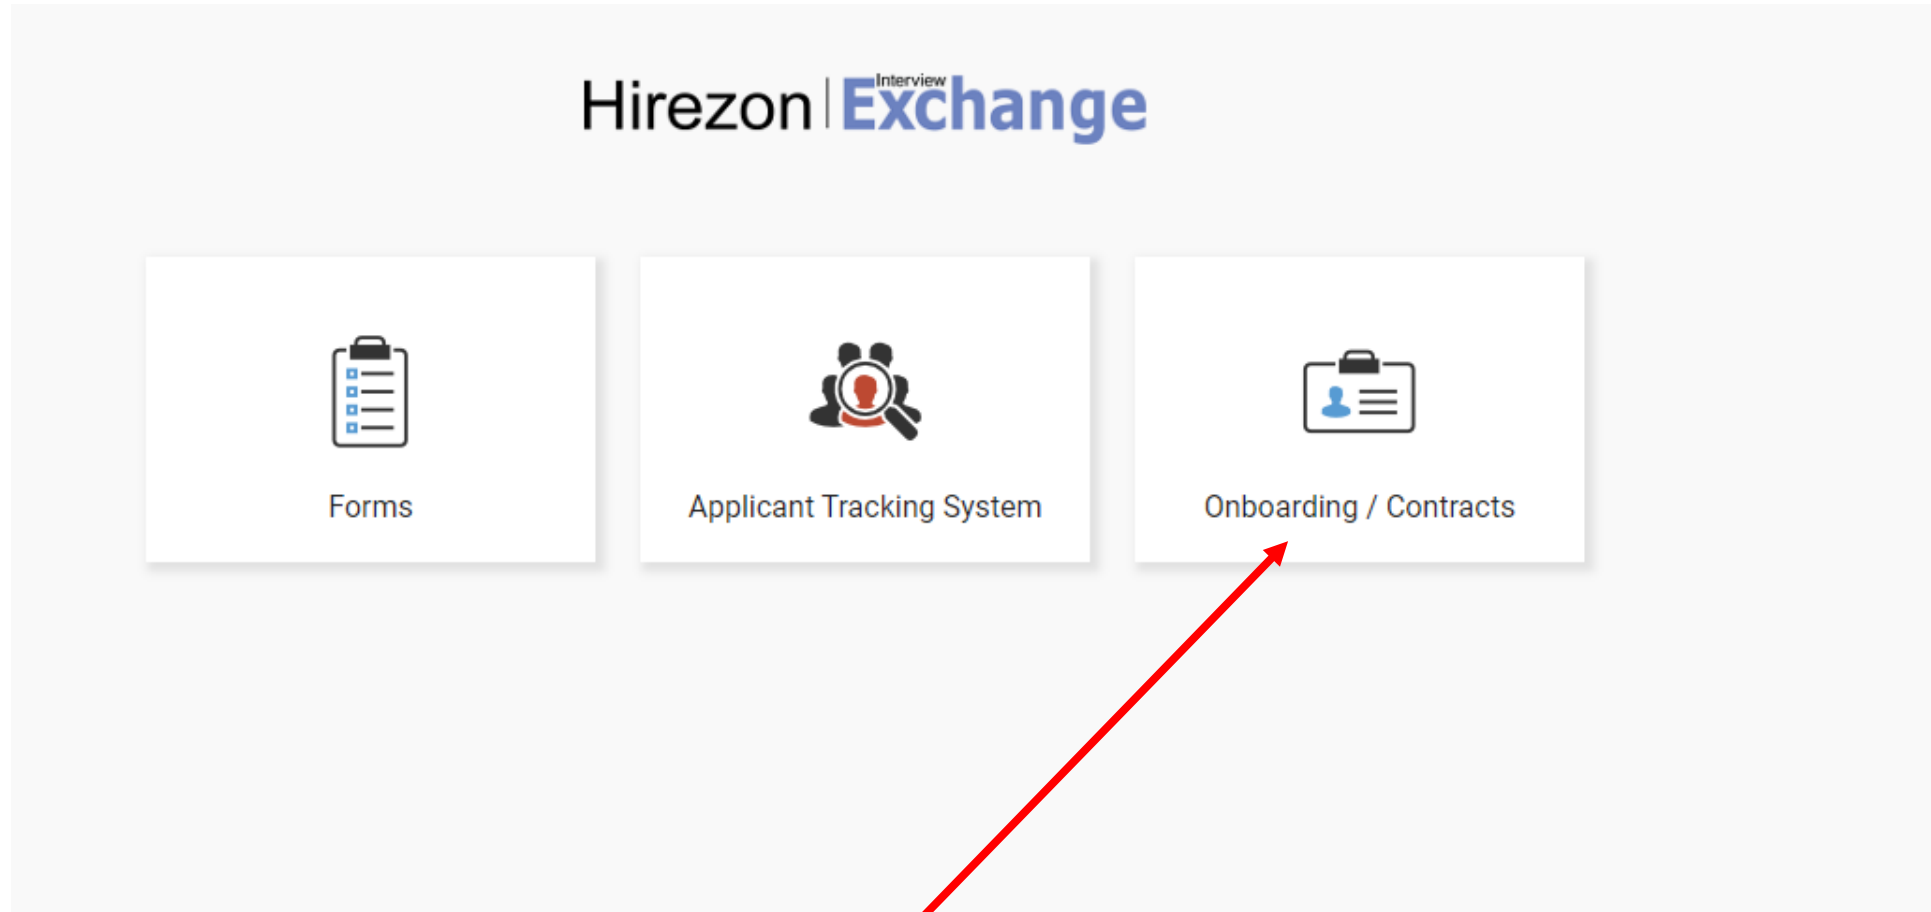 Hirezon Interview Exchange
Forms
Applicant Tracking System
Onboarding / Contracts